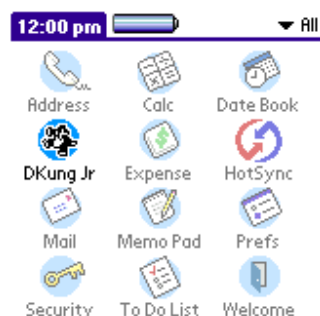 12:00 pm All
Address Calc Date Book
DKung Jr Expense HotSync
Mail Memo Pad Prefs
Security To Do List Welcome